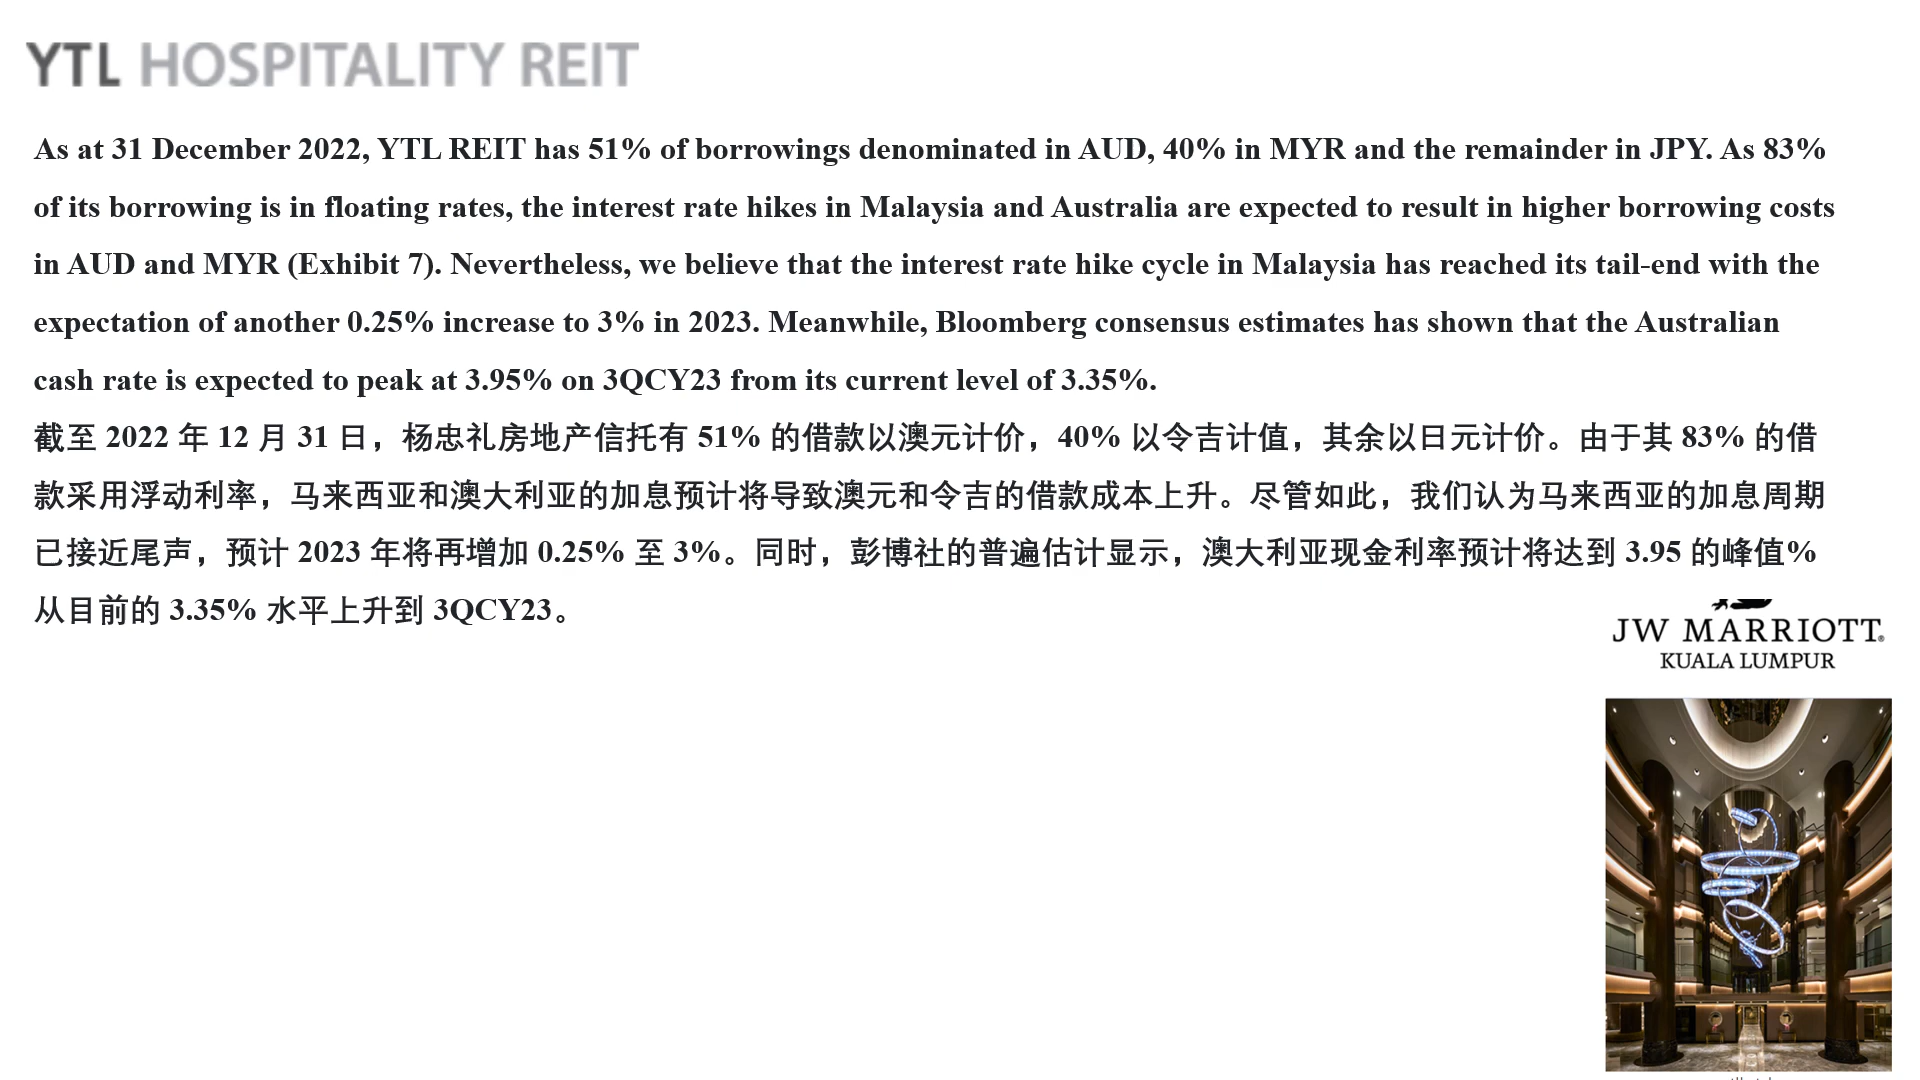 YTL HOSPITALITY REIT
As at 31 December 2022, YTL REIT has 51% of borrowings denominated in AUD, 40% in MYR and the remainder in JPY. As 83%
of its borrowing is in floating rates, the interest rate hikes in Malaysia and Australia are expected to result in higher borrowing costs
in AUD and MYR (Exhibit 7). Nevertheless, we believe that the interest rate hike cycle in Malaysia has reached its tail-end with the
expectation of another 0.25% increase to 3% in 2023. Meanwhile, Bloomberg consensus estimates has shown that the Australian
cash rate is expected to peak at 3.95% on 3QCY23 from its current level of 3.35%.
截至 2022 年 12 月 31 日，杨忠礼房地产信托有 51% 的借款以澳元计价，40% 以令吉计值，其余以日元计价。由于其 83% 的借
款采用浮动利率，马来西亚和澳大利亚的加息预计将导致澳元和令吉的借款成本上升。尽管如此，我们认为马来西亚的加息周期
已接近尾声，预计 2023 年将再增加 0.25% 至 3%。同时，彭博社的普遍估计显示，澳大利亚现金利率预计将达到 3.95 的峰值%
从目前的 3.35% 水平上升到 3QCY23。
JW MARRIOTT®
KUALA LUMPUR